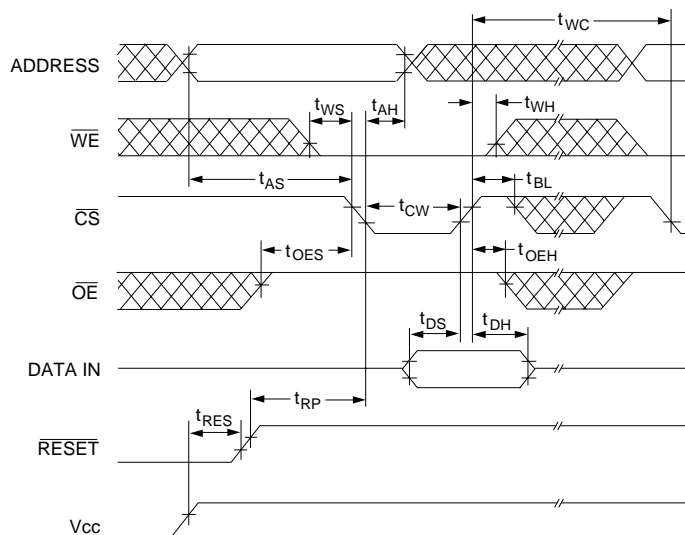 tWC
ADDRESS
tWS
tAH
tWH
WE
tAS
tBL
CS
tCW
tOES
tOEH
OE
tDS
tDH
DATA IN
tRP
tRES
RESET
Vcc